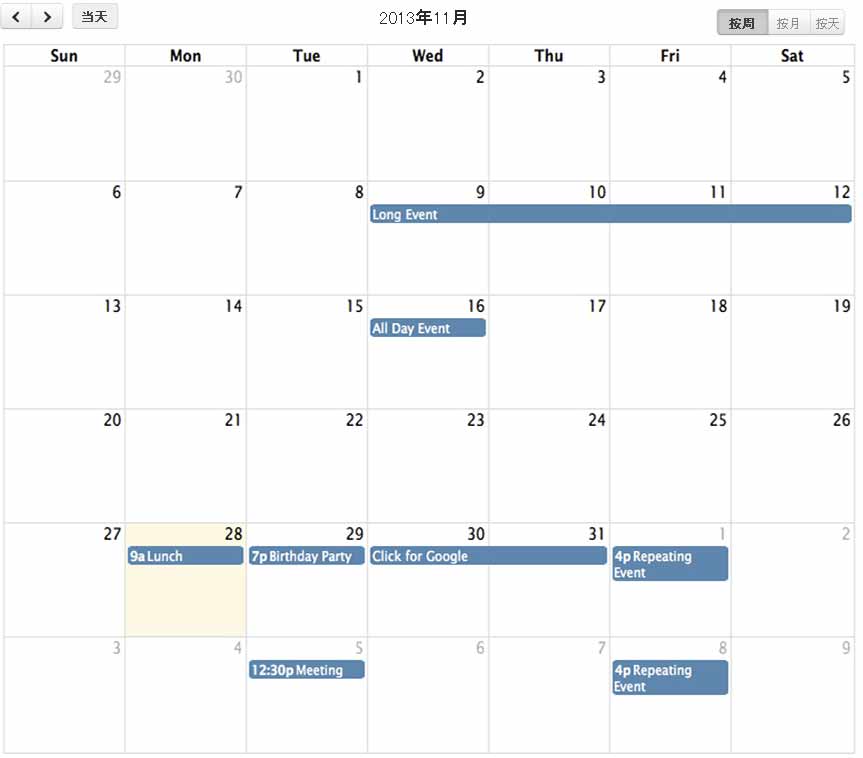 当天
2013年11月
按周 按月 按天
Sun Mon Tue Wed Thu Fri Sat
29 30 1 2 3 4 5
6 7 8 9 10 11 12
Long Event
13 14 15 16 17 18 19
All Day Event
20 21 22 23 24 25 26
27 28 29 30 31 1 2
9a Lunch 7p Birthday Party Click for Google 4p Repeating
Event
3 4 5 6 7 8 9
12:30p Meeting 4p Repeating
Event